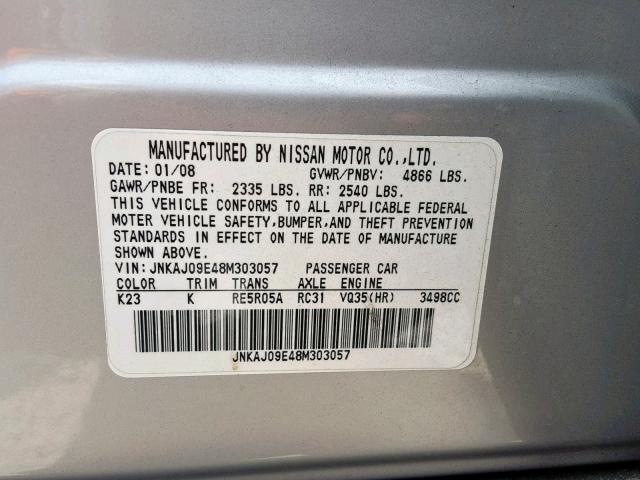 MANUFACTURED BY NISSAN MOTOR CO.,LTD.
DATE: 01/08 GVWR/PNBV: 4866 LBS.
GAWR/PNBE FR: 2335 LBS. RR: 2540 LBS.
THIS VEHICLE CONFORMS TO ALL APPLICABLE FEDERAL
MOTOR VEHICLE SAFETY,BUMPER,AND THEFT PREVENTION
STANDARDS IN EFFECT ON THE DATE OF MANUFACTURE
SHOWN ABOVE.
VIN: JNKAJ09E48M303057 PASSENGER CAR
COLOR TRIM TRANS AXLE ENGINE
K23 K RE5R05A RC31 VQ35(HR) 3498CC
JNKAJ09E48M303057